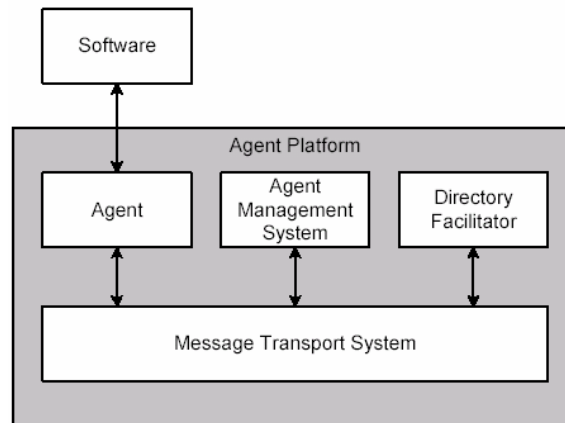 Software
Agent Platform
Agent
Agent
Management
System
Directory
Facilitator
Message Transport System